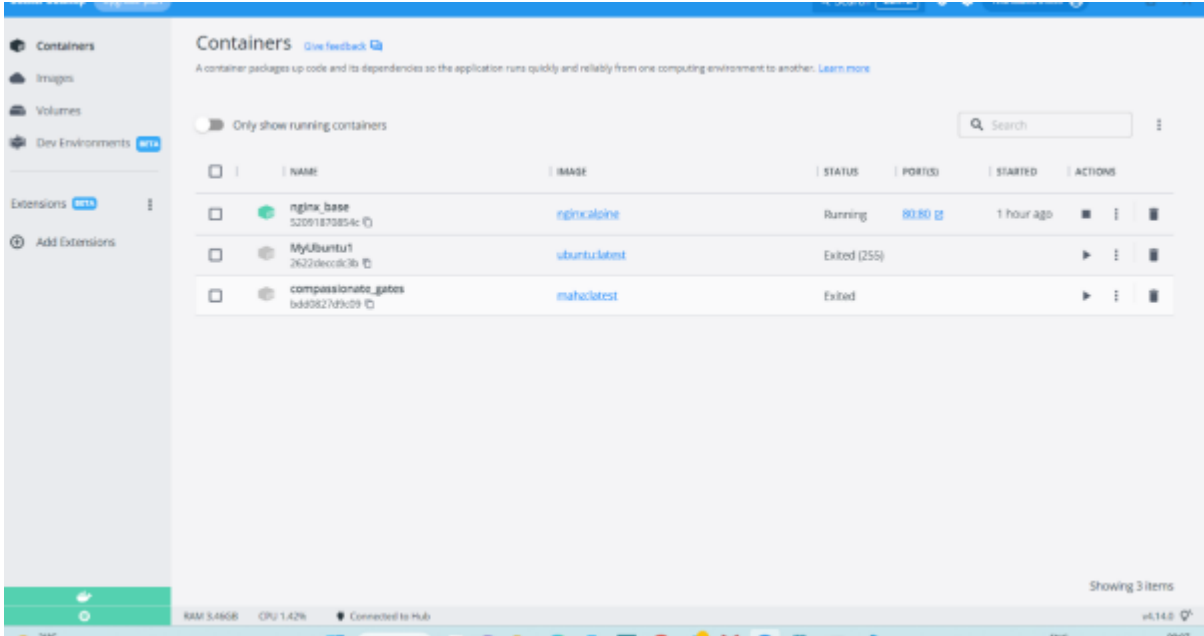 Containers
Images
Volumes
Dev Environments BETA
Extensions BETA
Add Extensions
Containers Give feedback
A container packages up code and its dependencies so the application runs quickly and reliably from one computing environment to another. Learn more
Only show running containers
Search
NAME IMAGE STATUS PORT(S) STARTED ACTIONS
nginx_base nginx:alpine Running 80:80 1 hour ago
52091870854c
MyUbuntu1 ubuntu:latest Exited (255)
2622deccdc3b
compassionate_gates maha:latest Exited
bdd0827d9c09
Showing 3 items
RAM 3.46GB CPU 1.42% Connected to Hub v4.14.0